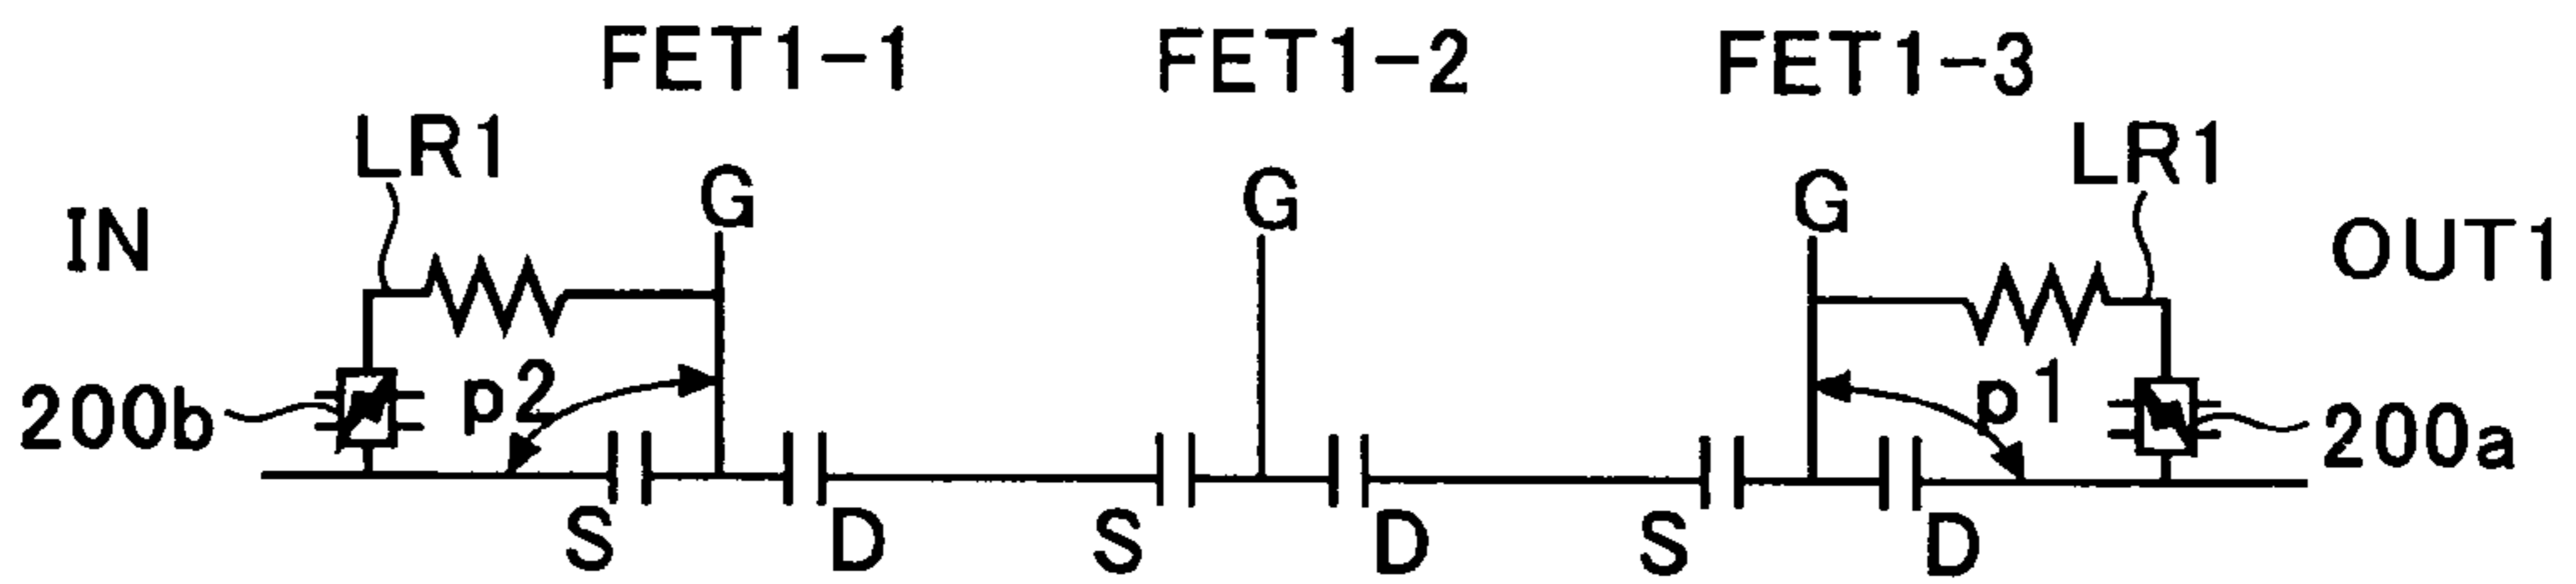 FET1-1 FET1-2 FET1-3
LR1 LR1
G G G
IN OUT1
p2 p1
200b 200a
S D S D S D